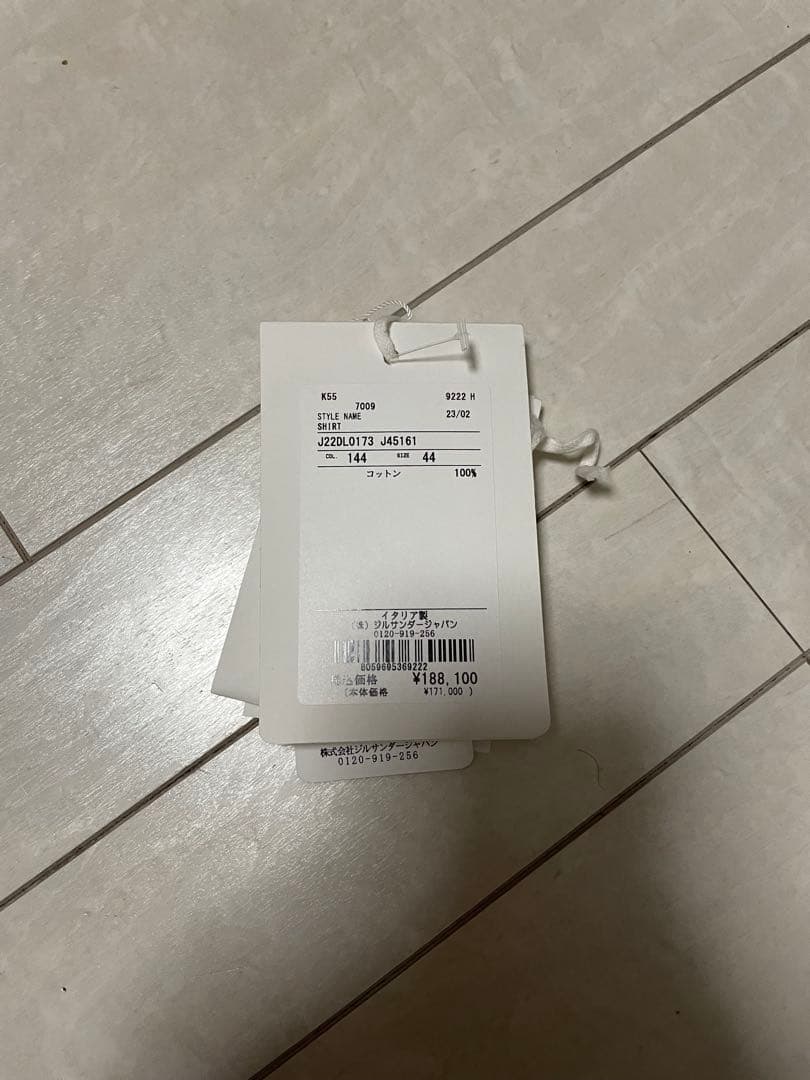 K55 9222 H
7009
STYLE NAME 23/02
SHIRT
J22DL0173 J45161
COL. 144 SIZE 44
コットン 100%
イタリア製
(株)ジルサンダージャパン
0120-919-256
8059695369222
税込価格 ¥188,100
(本体価格 ¥171,000 )
株式会社ジルサンダージャパン
0120-919-256